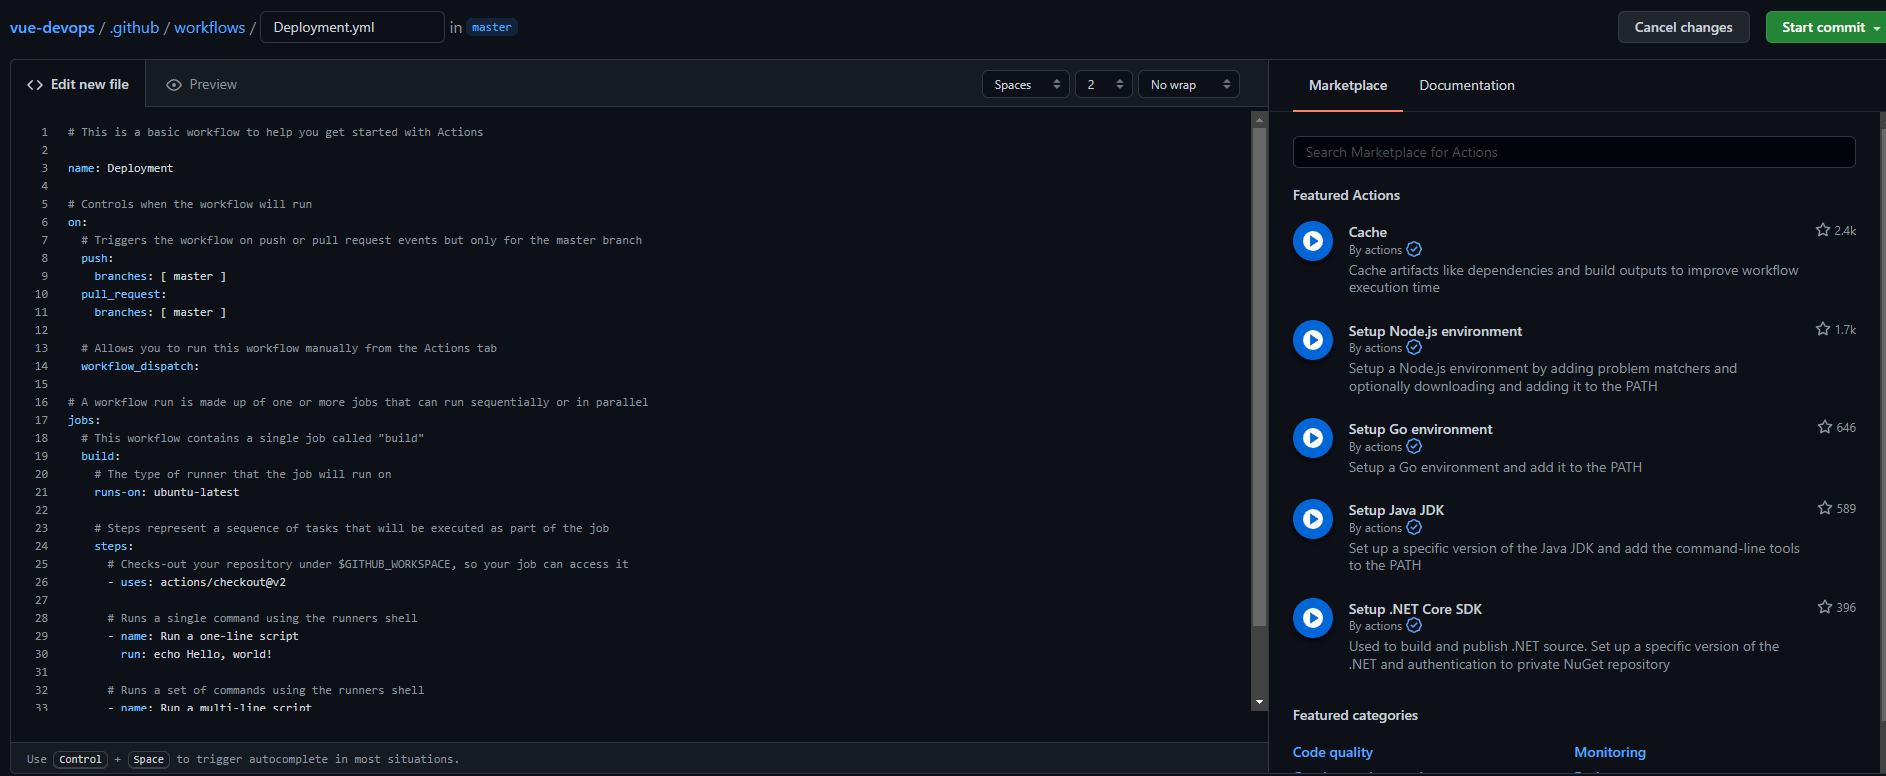 vue-devops / .github / workflows / Deployment.yml in master
Cancel changes
Start commit
Edit new file
Preview
Spaces
2
No wrap
1 # This is a basic workflow to help you get started with Actions
2
3 name: Deployment
4
5 # Controls when the workflow will run
6 on:
7 # Triggers the workflow on push or pull request events but only for the master branch
8 push:
9 branches: [ master ]
10 pull_request:
11 branches: [ master ]
12
13 # Allows you to run this workflow manually from the Actions tab
14 workflow_dispatch:
15
16 # A workflow run is made up of one or more jobs that can run sequentially or in parallel
17 jobs:
18 # This workflow contains a single job called "build"
19 build:
20 # The type of runner that the job will run on
21 runs-on: ubuntu-latest
22
23 # Steps represent a sequence of tasks that will be executed as part of the job
24 steps:
25 # Checks-out your repository under $GITHUB_WORKSPACE, so your job can access it
26 - uses: actions/checkout@v2
27
28 # Runs a single command using the runners shell
29 - name: Run a one-line script
30 run: echo Hello, world!
31
32 # Runs a set of commands using the runners shell
33 - name: Run a multi-line script
Use Control + Space to trigger autocomplete in most situations.
Marketplace
Documentation
Search Marketplace for Actions
Featured Actions
Cache
2.4k
By actions
Cache artifacts like dependencies and build outputs to improve workflow
execution time
Setup Node.js environment
1.7k
By actions
Setup a Node.js environment by adding problem matchers and
optionally downloading and adding it to the PATH
Setup Go environment
646
By actions
Setup a Go environment and add it to the PATH
Setup Java JDK
589
By actions
Set up a specific version of the Java JDK and add the command-line tools
to the PATH
Setup .NET Core SDK
396
By actions
Used to build and publish .NET source. Set up a specific version of the
.NET and authentication to private NuGet repository
Featured categories
Code quality
Monitoring